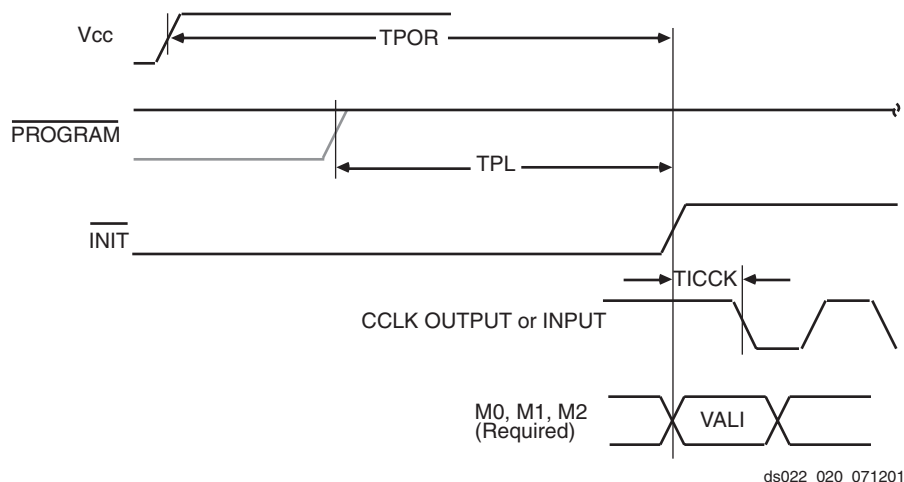 Vcc
TPOR
PROGRAM
TPL
INIT
TICCK
CCLK OUTPUT or INPUT
M0, M1, M2
(Required)
VALI
ds022_020_071201